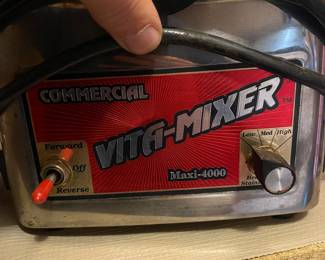 COMMERCIAL
VITA-MIXER
TM
Low Med High
Forward
Off
Reverse
Maxi-4000